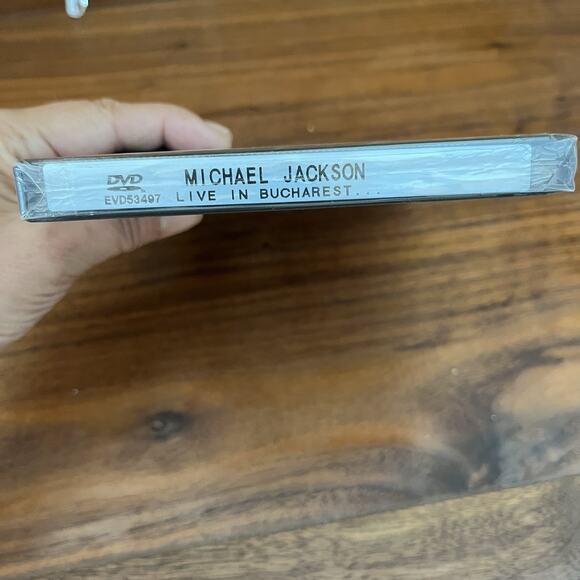 DVD
MICHAEL JACKSON
EVD53497 LIVE IN BUCHAREST...